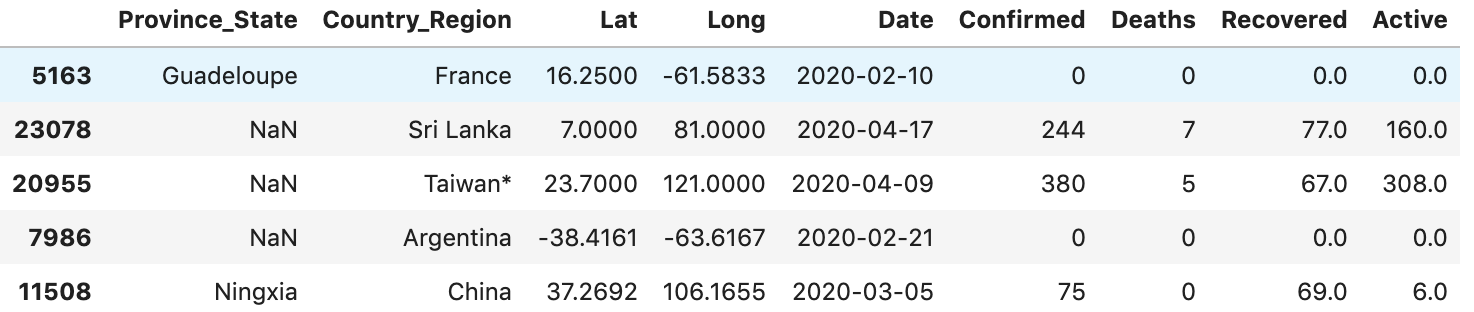 Province_State Country_Region Lat Long Date Confirmed Deaths Recovered Active
5163 Guadeloupe France 16.2500 -61.5833 2020-02-10 0 0 0.0 0.0
23078 NaN Sri Lanka 7.0000 81.0000 2020-04-17 244 7 77.0 160.0
20955 NaN Taiwan* 23.7000 121.0000 2020-04-09 380 5 67.0 308.0
7986 NaN Argentina -38.4161 -63.6167 2020-02-21 0 0 0.0 0.0
11508 Ningxia China 37.2692 106.1655 2020-03-05 75 0 69.0 6.0